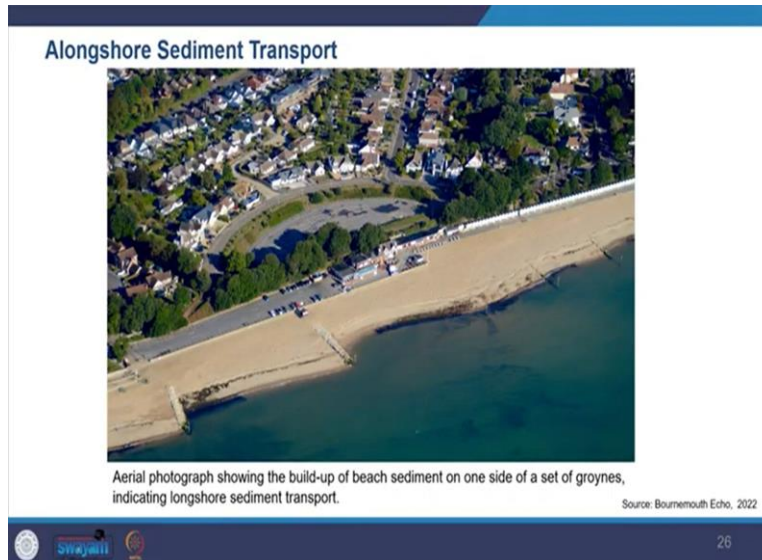 Alongshore Sediment Transport
Aerial photograph showing the build-up of beach sediment on one side of a set of groynes,
indicating longshore sediment transport.
Source: Bournemouth Echo, 2022
swayam
26